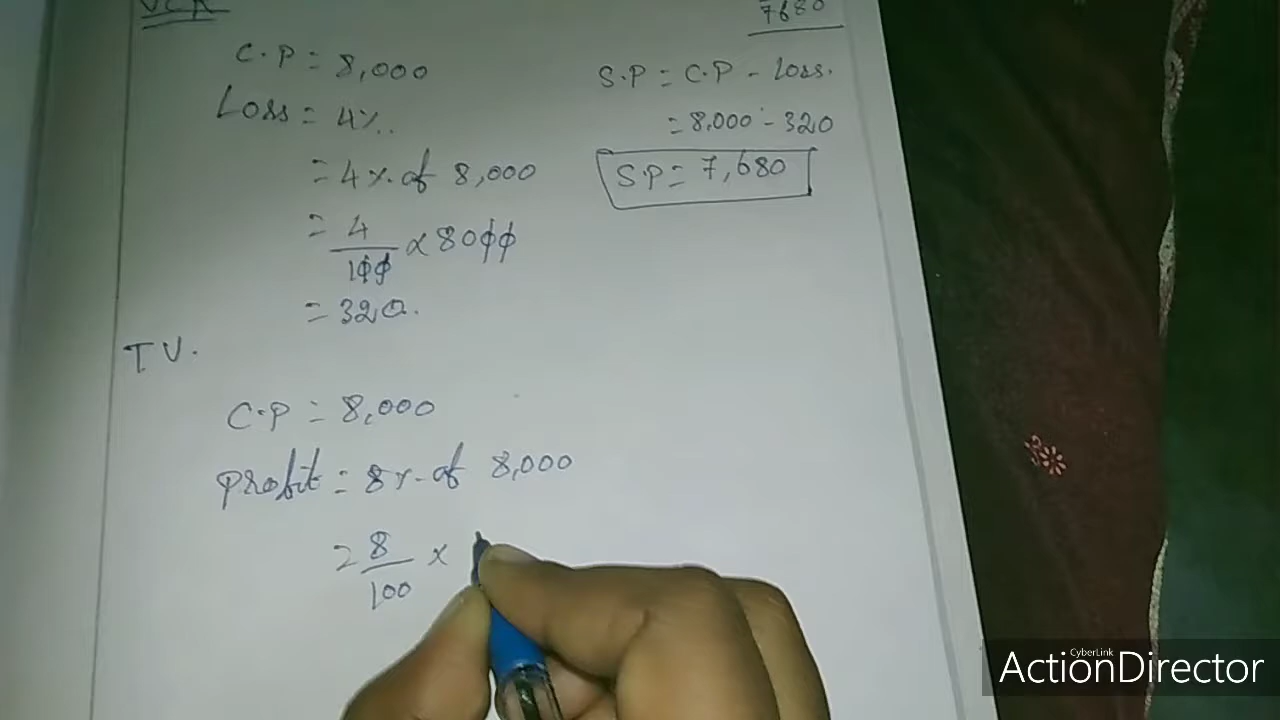 VCR
C.P = 8,000
Loss = 4%.
= 4% of 8,000
= 4/100 × 8000
= 320.
7680
S.P = C.P - Loss.
= 8,000 - 320
S.P = 7,680
T V.
C.P = 8,000
Profit = 8% of 8,000
= 8/100 ×
CyberLink
ActionDirector